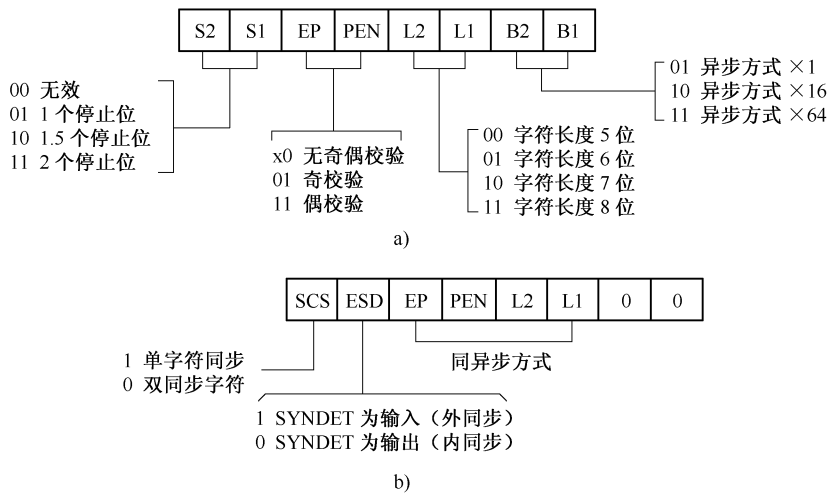 S2 S1 EP PEN L2 L1 B2 B1
00 无效
01 1个停止位
10 1.5个停止位
11 2个停止位
x0 无奇偶校验
01 奇校验
11 偶校验
00 字符长度5位
01 字符长度6位
10 字符长度7位
11 字符长度8位
01 异步方式×1
10 异步方式×16
11 异步方式×64
a)
SCS ESD EP PEN L2 L1 0 0
1 单字符同步
0 双同步字符
同异步方式
1 SYNDET 为输入（外同步）
0 SYNDET 为输出（内同步）
b)